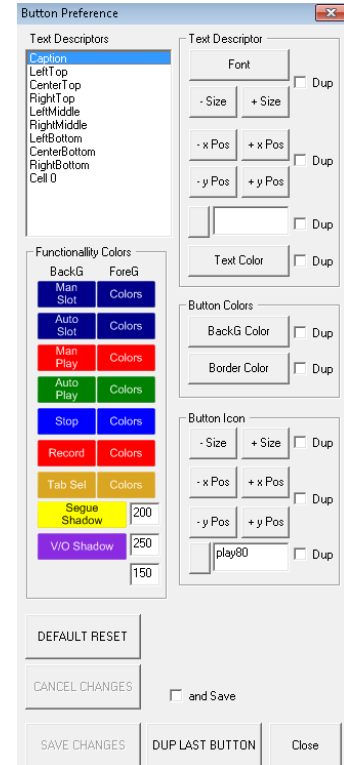 Button Preference
Text Descriptors
Caption
LeftTop
CenterTop
RightTop
LeftMiddle
RightMiddle
LeftBottom
CenterBottom
RightBottom
Cell 0
Text Descriptor
Font
Dup
- Size + Size
- x Pos + x Pos
Dup
- y Pos + y Pos
Dup
Text Color Dup
Functionallity Colors
BackG ForeG
Man Slot Colors
Auto Slot Colors
Man Play Colors
Auto Play Colors
Stop Colors
Record Colors
Tab Sel Colors
Segue Shadow 200
V/O Shadow 250
150
Button Colors
BackG Color Dup
Border Color Dup
Button Icon
- Size + Size Dup
- x Pos + x Pos
Dup
- y Pos + y Pos
play80 Dup
DEFAULT RESET
CANCEL CHANGES
and Save
SAVE CHANGES DUP LAST BUTTON Close